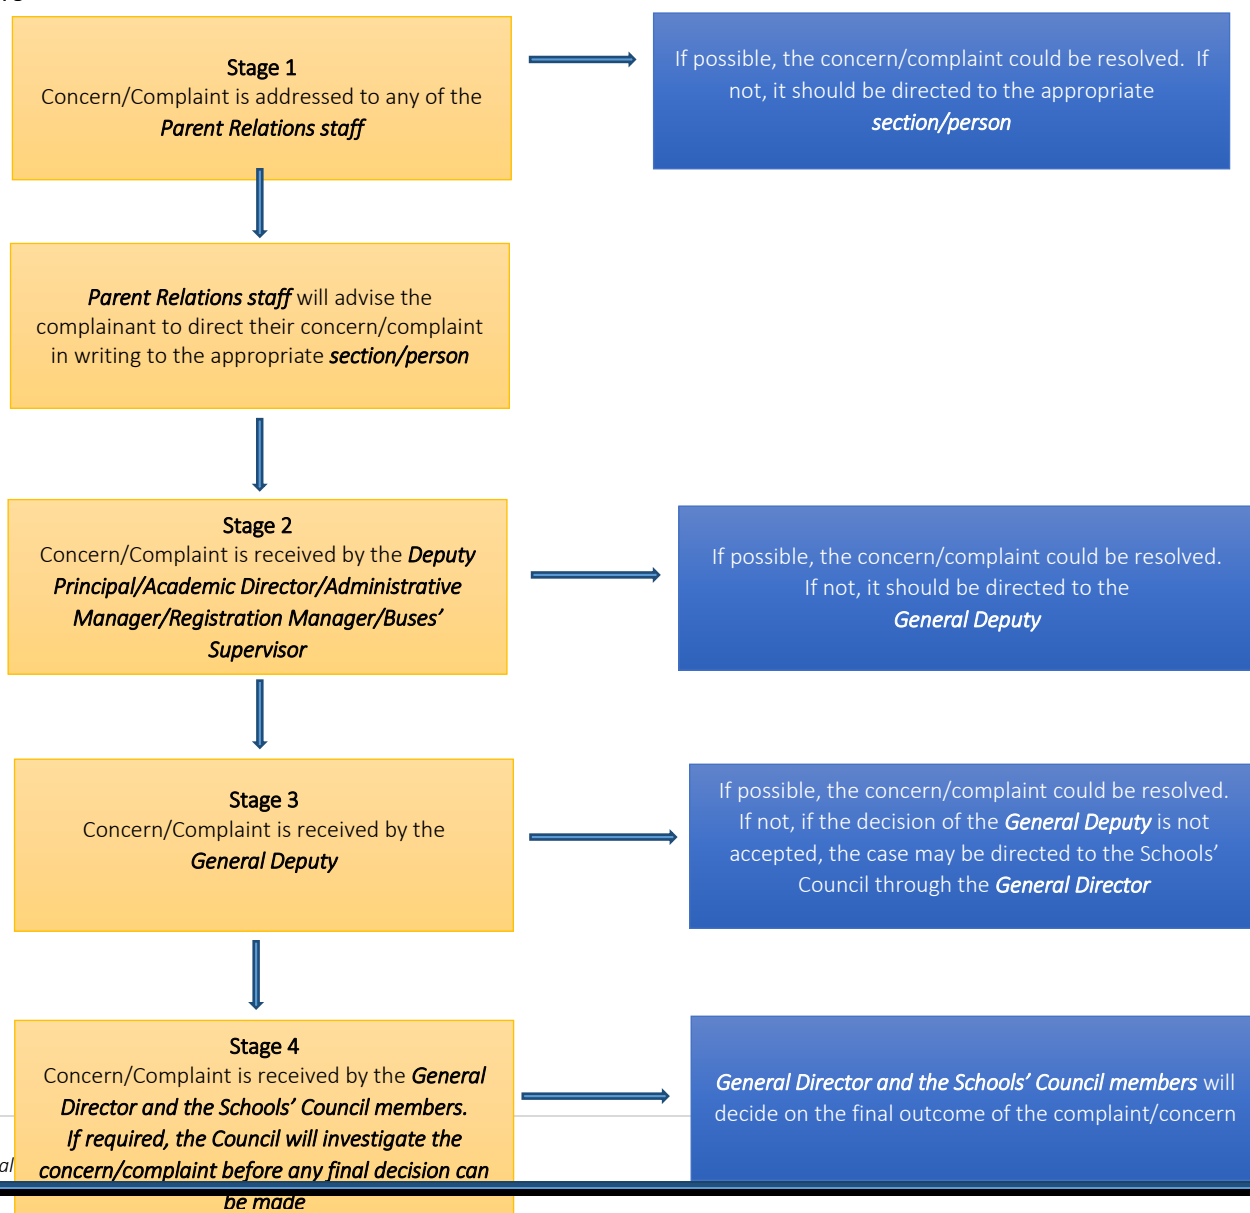 Stage 1
Concern/Complaint is addressed to any of the
Parent Relations staff
If possible, the concern/complaint could be resolved.  If
not, it should be directed to the appropriate
section/person
Parent Relations staff will advise the
complainant to direct their concern/complaint
in writing to the appropriate section/person
Stage 2
Concern/Complaint is received by the Deputy
Principal/Academic Director/Administrative
Manager/Registration Manager/Buses’
Supervisor
If possible, the concern/complaint could be resolved.
If not, it should be directed to the
General Deputy
Stage 3
Concern/Complaint is received by the
General Deputy
If possible, the concern/complaint could be resolved.
If not, if the decision of the General Deputy is not
accepted, the case may be directed to the Schools’
Council through the General Director
Stage 4
Concern/Complaint is received by the General
Director and the Schools’ Council members.
If required, the Council will investigate the
concern/complaint before any final decision can
be made
General Director and the Schools’ Council members will
decide on the final outcome of the complaint/concern
al